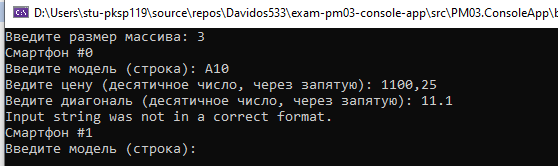 D:\Users\stu-pksp119\source\repos\Davidos533\exam-pm03-console-app\src\PM03.ConsoleApp\b
Введите размер массива: 3
Смартфон #0
Введите модель (строка): A10
Ведите цену (десятичное число, через запятую): 1100,25
Ведите диагональ (десятичное число, через запятую): 11.1
Input string was not in a correct format.
Смартфон #1
Введите модель (строка):